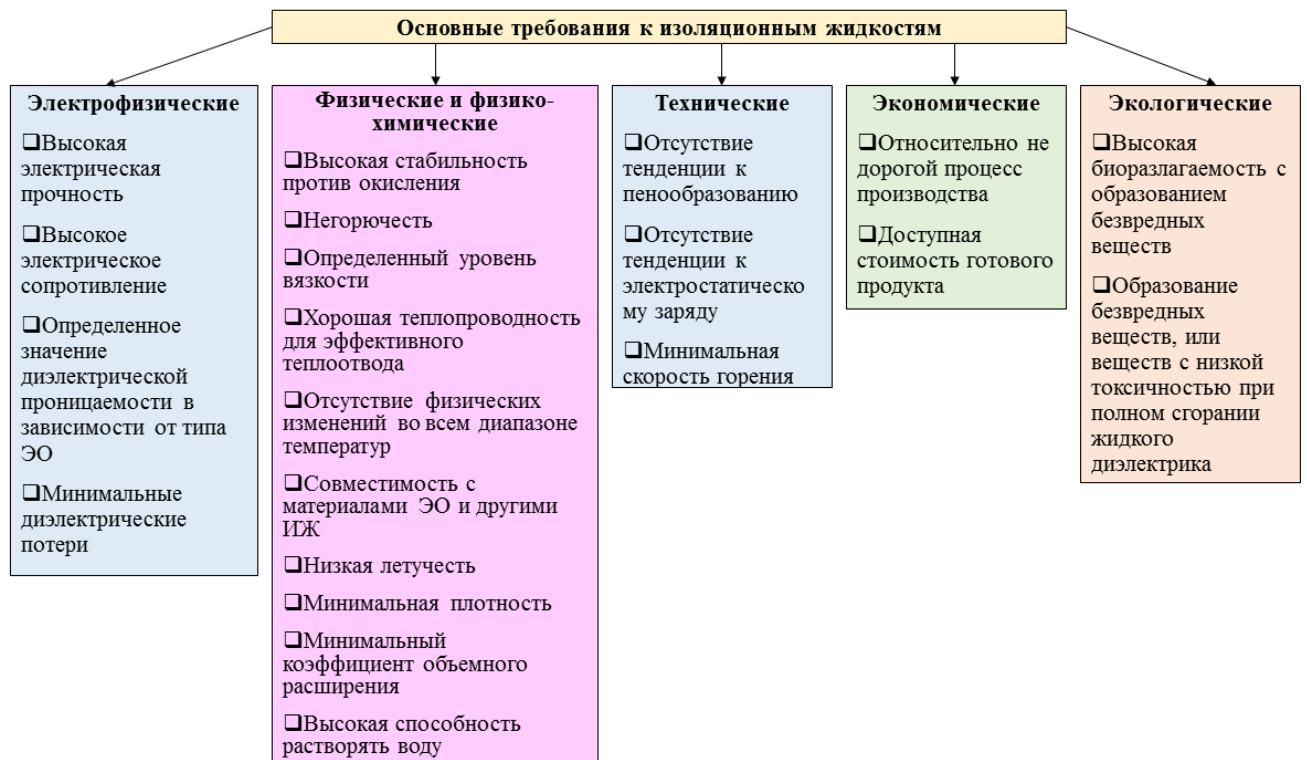 Основные требования к изоляционным жидкостям
Электрофизические
❑Высокая
электрическая
прочность
❑Высокое
электрическое
сопротивление
❑Определенное
значение
диэлектрической
проницаемости в
зависимости от типа
ЭО
❑Минимальные
диэлектрические
потери
Физические и физико-
химические
❑Высокая стабильность
против окисления
❑Негорючесть
❑Определенный уровень
вязкости
❑Хорошая теплопроводность
для эффективного
теплоотвода
❑Отсутствие физических
изменений во всем диапазоне
температур
❑Совместимость с
материалами ЭО и другими
ИЖ
❑Низкая летучесть
❑Минимальная плотность
❑Минимальный
коэффициент объемного
расширения
❑Высокая способность
растворять воду
Технические
❑Отсутствие
тенденции к
пенообразованию
❑Отсутствие
тенденции к
электростатическо
му заряду
❑Минимальная
скорость горения
Экономические
❑Относительно не
дорогой процесс
производства
❑Доступная
стоимость готового
продукта
Экологические
❑Высокая
биоразлагаемость с
образованием
безвредных
веществ
❑Образование
безвредных
веществ, или
веществ с низкой
токсичностью при
полном сгорании
жидкого
диэлектрика